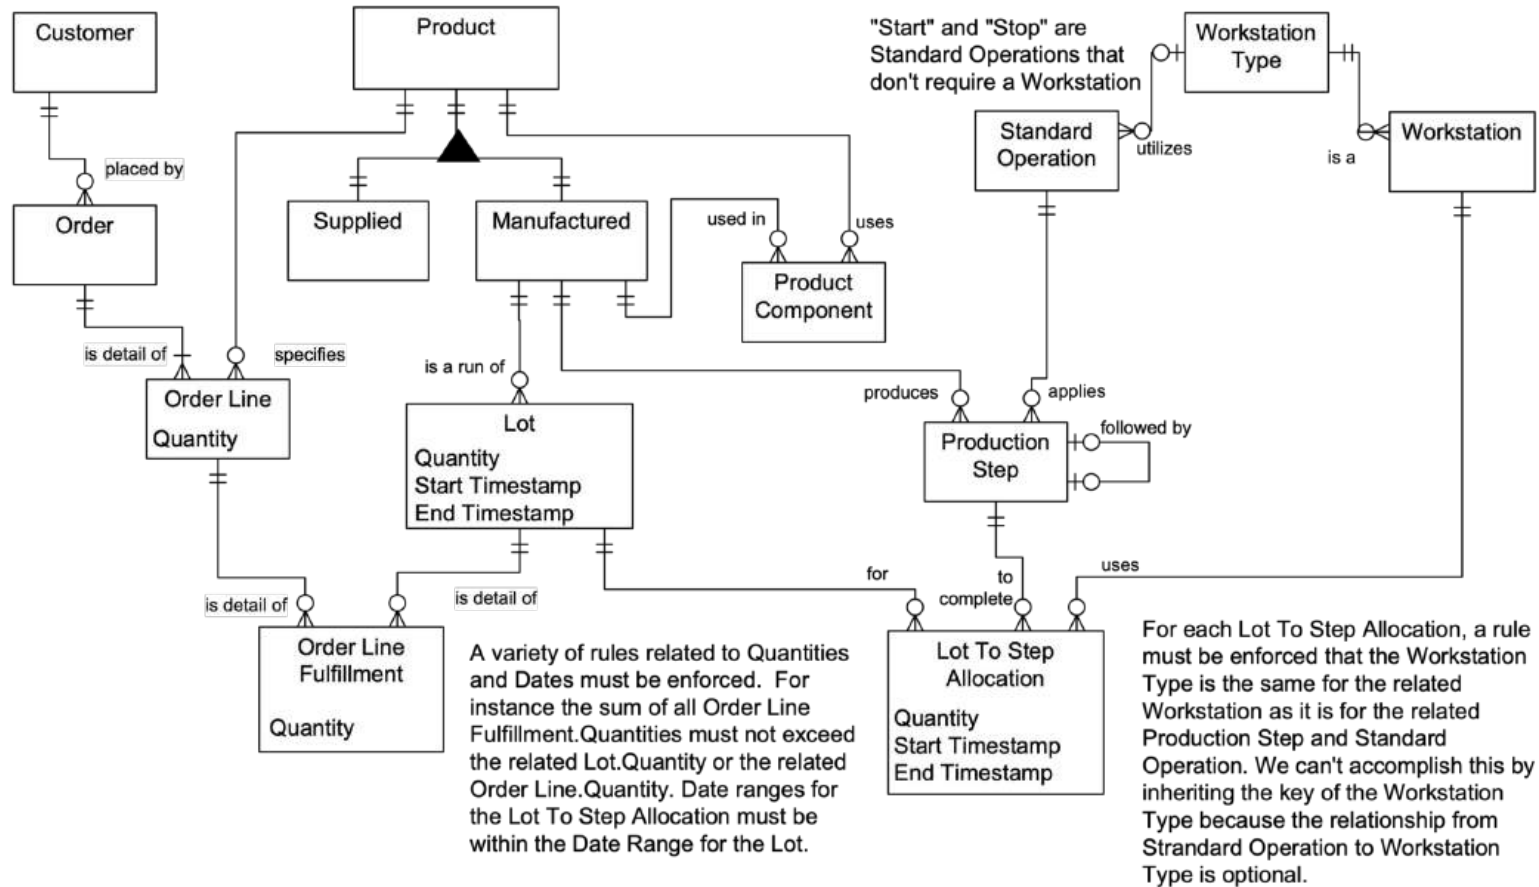 Customer
Product
"Start" and "Stop" are
Standard Operations that
don't require a Workstation
Workstation
Type
Standard
Operation
utilizes
is a
Workstation
placed by
Order
Supplied
Manufactured
used in
uses
Product
Component
is detail of
specifies
is a run of
produces
applies
Order Line
Quantity
Lot
Quantity
Start Timestamp
End Timestamp
Production
Step
followed by
is detail of
is detail of
for
to
complete
uses
Order Line
Fulfillment
Quantity
A variety of rules related to Quantities
and Dates must be enforced. For
instance the sum of all Order Line
Fulfillment.Quantities must not exceed
the related Lot.Quantity or the related
Order Line.Quantity. Date ranges for
the Lot To Step Allocation must be
within the Date Range for the Lot.
Lot To Step
Allocation
Quantity
Start Timestamp
End Timestamp
For each Lot To Step Allocation, a rule
must be enforced that the Workstation
Type is the same for the related
Workstation as it is for the related
Production Step and Standard
Operation. We can't accomplish this by
inheriting the key of the Workstation
Type because the relationship from
Strandard Operation to Workstation
Type is optional.